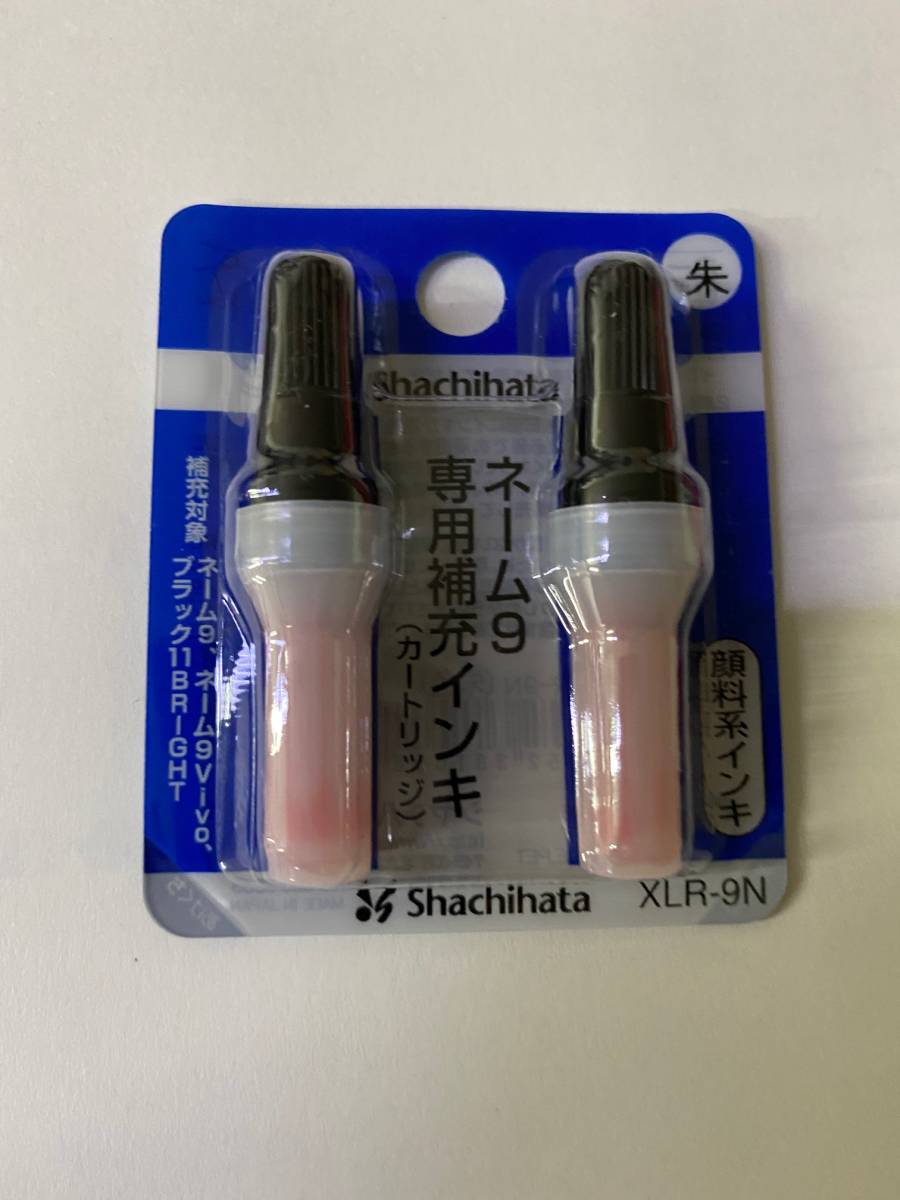 朱
Shachihata
ネーム9
専用補充インキ
(カートリッジ)
補充対象
ネーム9、ネーム9Vivo、
ブラック11BRIGHT
顔料系インキ
Shachihata
XLR-9N